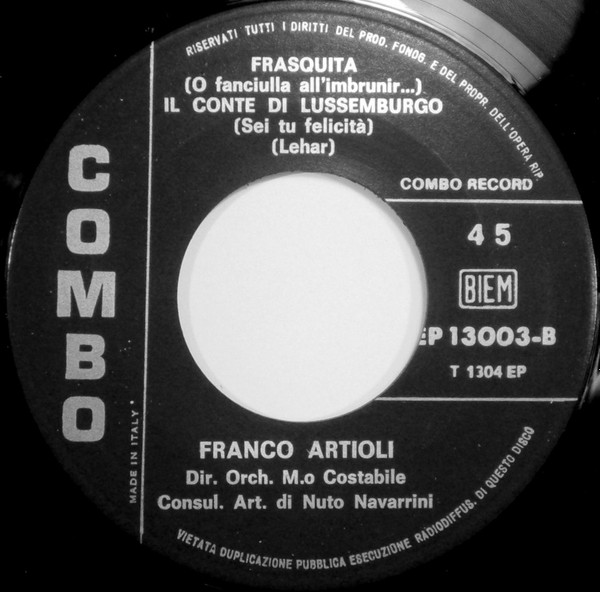 RISERVATI TUTTI I DIRITTI DEL PROD. FONOG. E DEL PROPR. DELL'OPERA RIP.
FRASQUITA
(O fanciulla all'imbrunir...)
IL CONTE DI LUSSEMBURGO
(Sei tu felicità)
(Lehar)
COMBO RECORD
COMBO
45
BIEM
EP 13003-B
T 1304 EP
MADE IN ITALY
FRANCO ARTIOLI
Dir. Orch. M.o Costabile
Consul. Art. di Nuto Navarrini
VIETATA DUPLICAZIONE PUBBLICA ESECUZIONE RADIODIFFUS. DI QUESTO DISCO